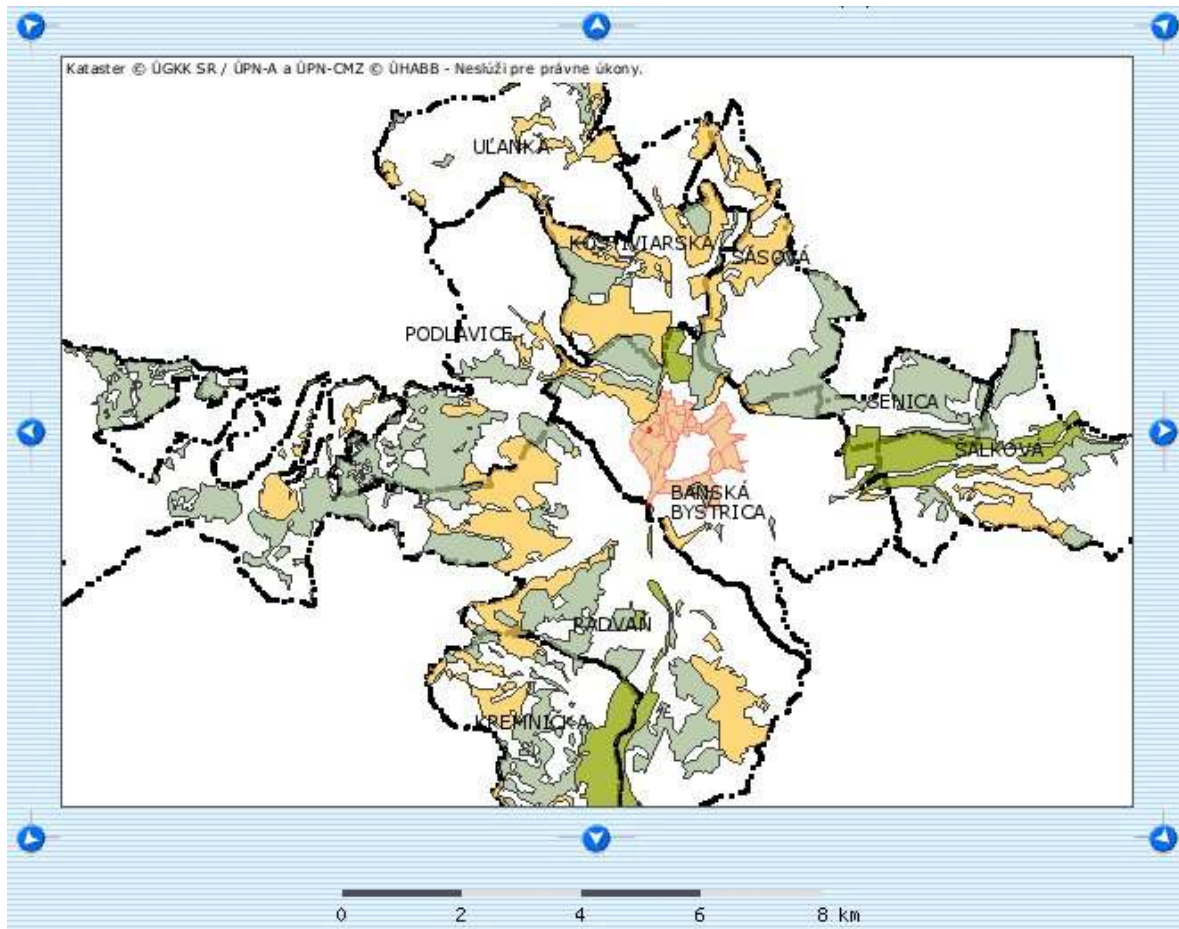 Kataster © ÚGKK SR / ÚPN-A a ÚPN-CMZ © ÚHABB - Neslúži pre právne úkony.
UĽANKA
KOSTIVIARSKA
SÁSOVÁ
PODLAVICE
SENICA
ŠALKOVÁ
BANSKÁ
BYSTRICA
RADVAŇ
KREMNIČKA
0 2 4 6 8 km